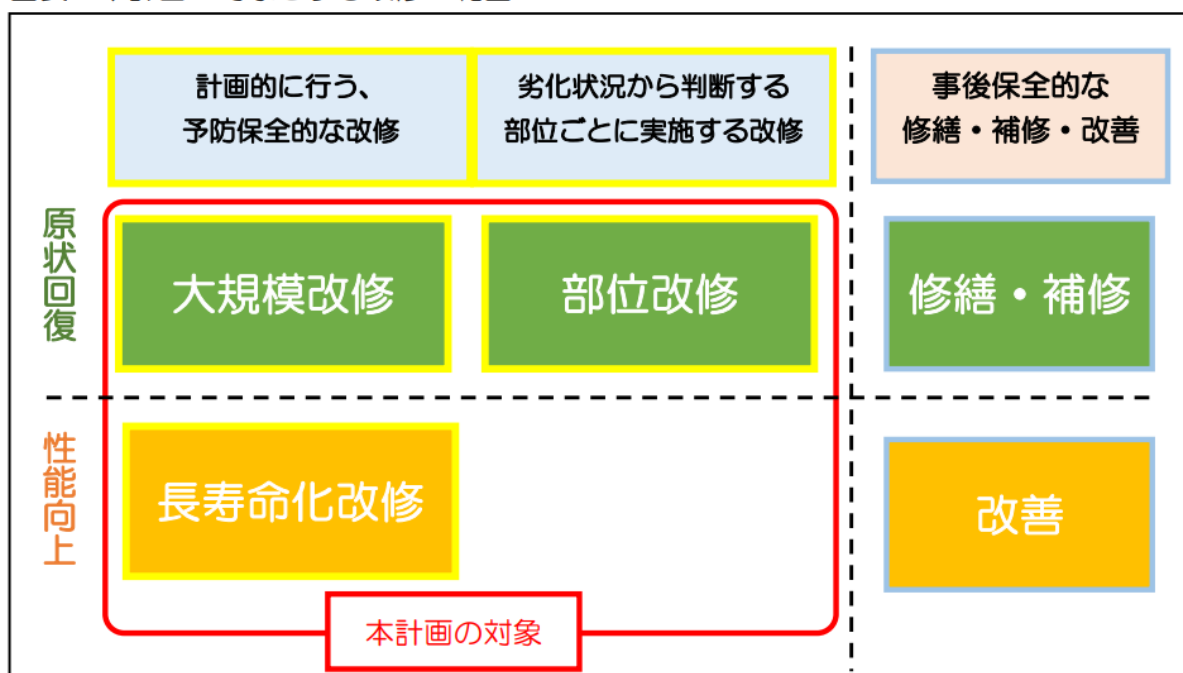 計画的に行う、
予防保全的な改修
劣化状況から判断する
部位ごとに実施する改修
事後保全的な
修繕・補修・改善
原状回復
大規模改修
部位改修
修繕・補修
性能向上
長寿命化改修
改善
本計画の対象